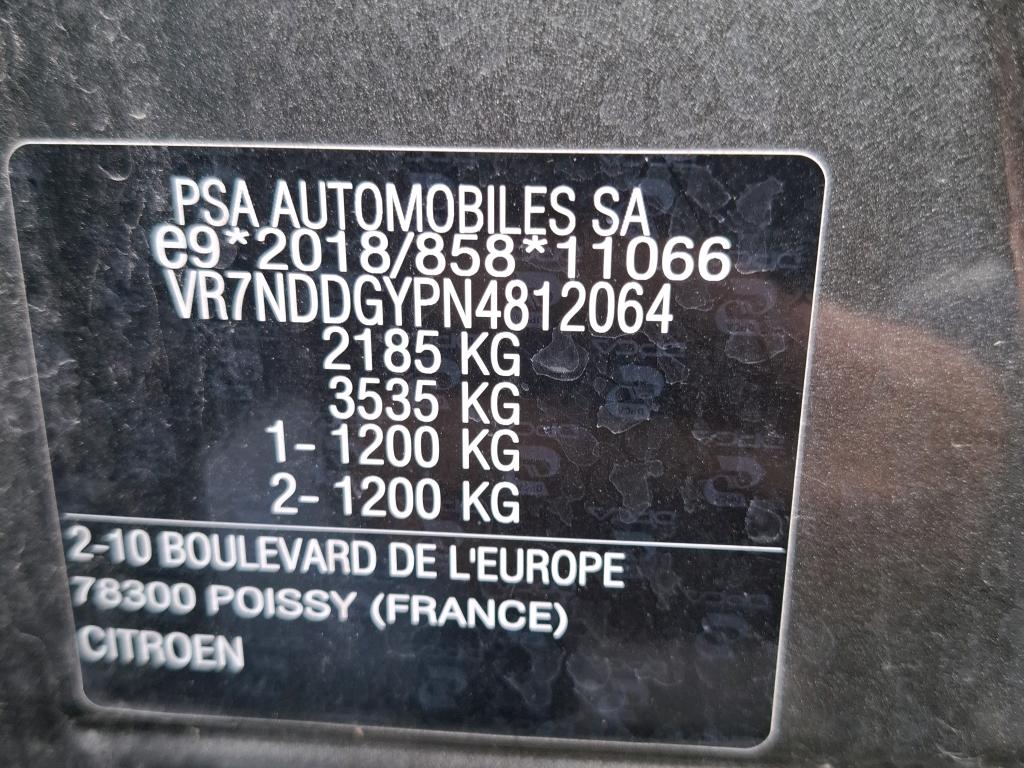 PSA AUTOMOBILES SA
e9*2018/858*11066
VR7NDDGYPN4812064
2185 KG
3535 KG
1- 1200 KG
2- 1200 KG
2-10 BOULEVARD DE L'EUROPE
78300 POISSY (FRANCE)
CITROEN